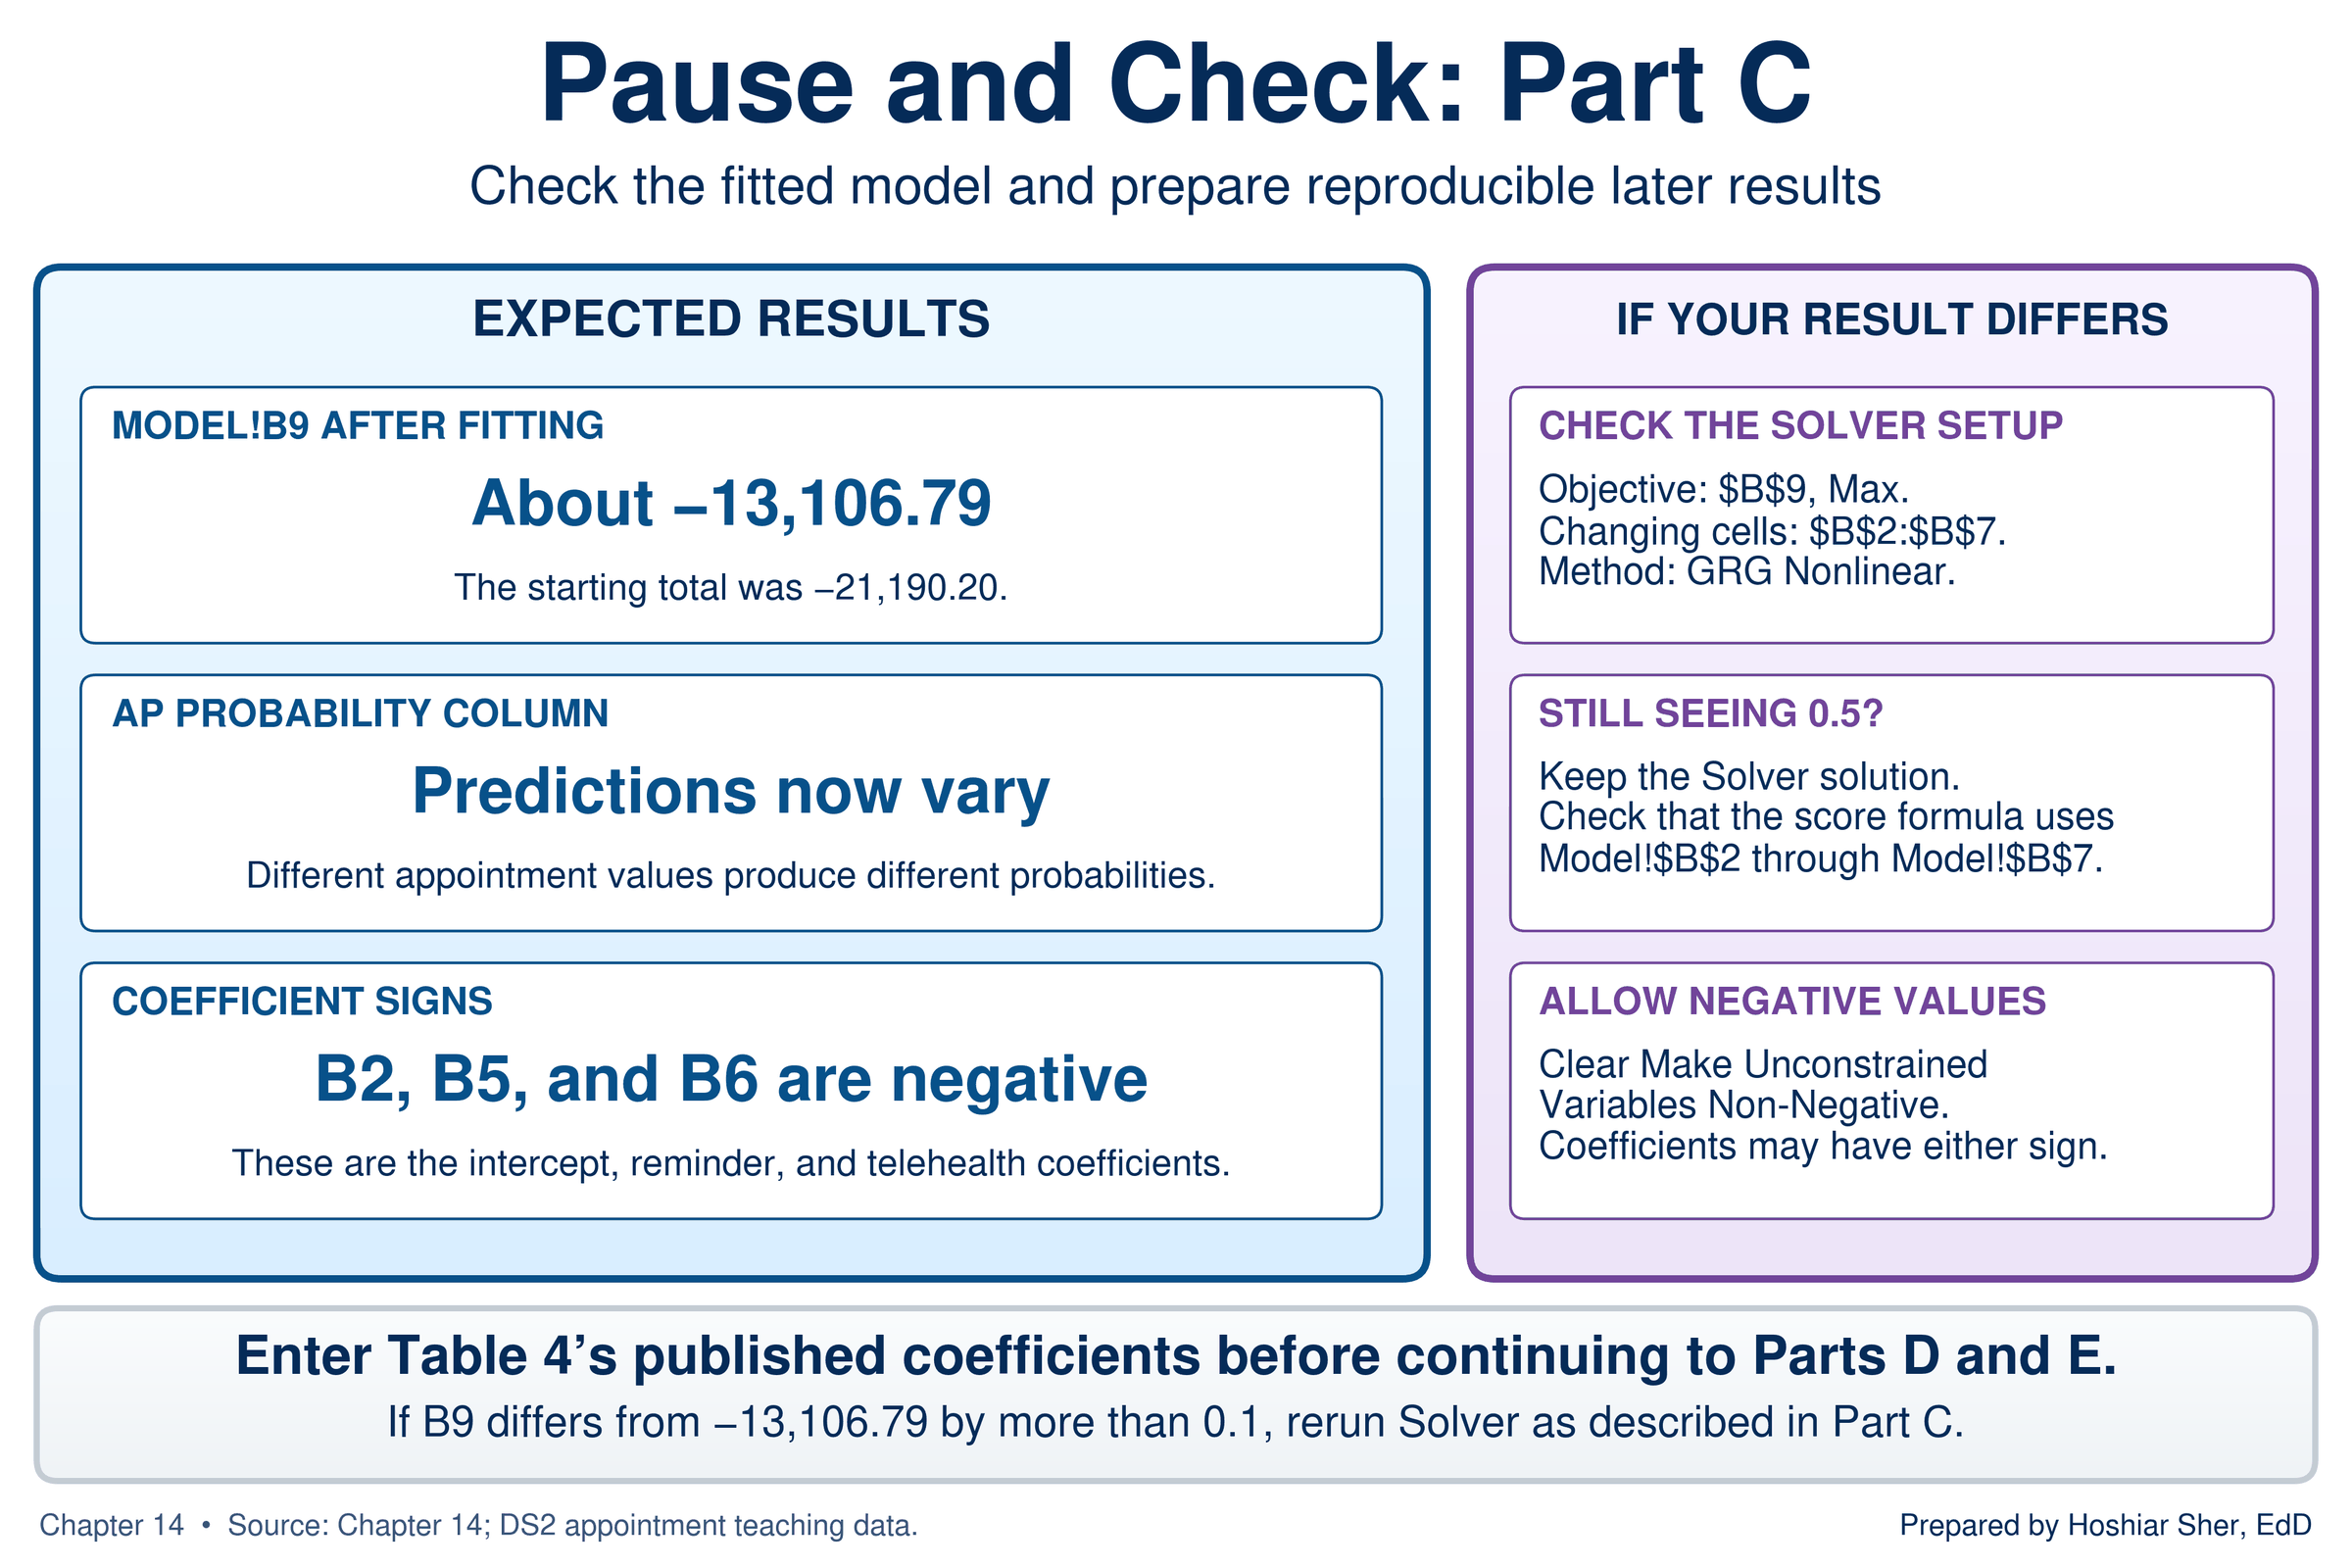 Pause and Check: Part C
Check the fitted model and prepare reproducible later results
EXPECTED RESULTS
MODEL!B9 AFTER FITTING
About −13,106.79
The starting total was −21,190.20.
AP PROBABILITY COLUMN
Predictions now vary
Different appointment values produce different probabilities.
COEFFICIENT SIGNS
B2, B5, and B6 are negative
These are the intercept, reminder, and telehealth coefficients.
IF YOUR RESULT DIFFERS
CHECK THE SOLVER SETUP
Objective: $B$9, Max.
Changing cells: $B$2:$B$7.
Method: GRG Nonlinear.
STILL SEEING 0.5?
Keep the Solver solution.
Check that the score formula uses
Model!$B$2 through Model!$B$7.
ALLOW NEGATIVE VALUES
Clear Make Unconstrained
Variables Non-Negative.
Coefficients may have either sign.
Enter Table 4’s published coefficients before continuing to Parts D and E.
If B9 differs from −13,106.79 by more than 0.1, rerun Solver as described in Part C.
Chapter 14 • Source: Chapter 14; DS2 appointment teaching data.
Prepared by Hoshiar Sher, EdD